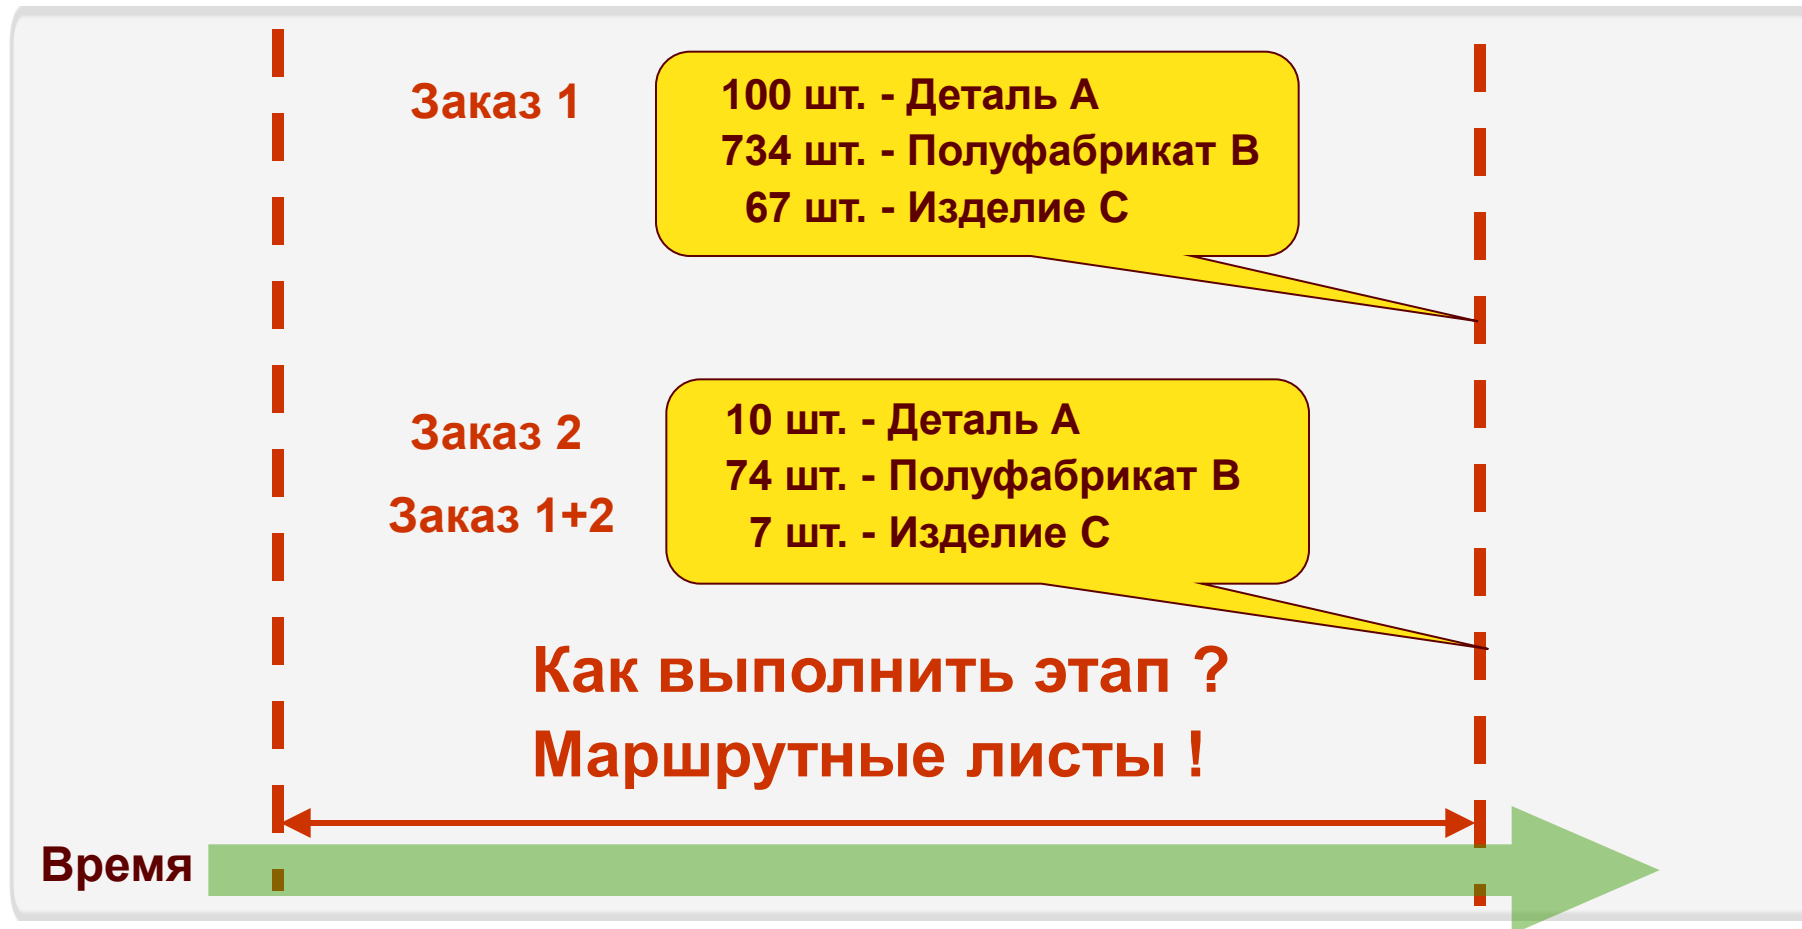 Заказ 1
100 шт. - Деталь А
734 шт. - Полуфабрикат В
67 шт. - Изделие С
Заказ 2
Заказ 1+2
10 шт. - Деталь А
74 шт. - Полуфабрикат В
7 шт. - Изделие С
Как выполнить этап ?
Маршрутные листы !
Время